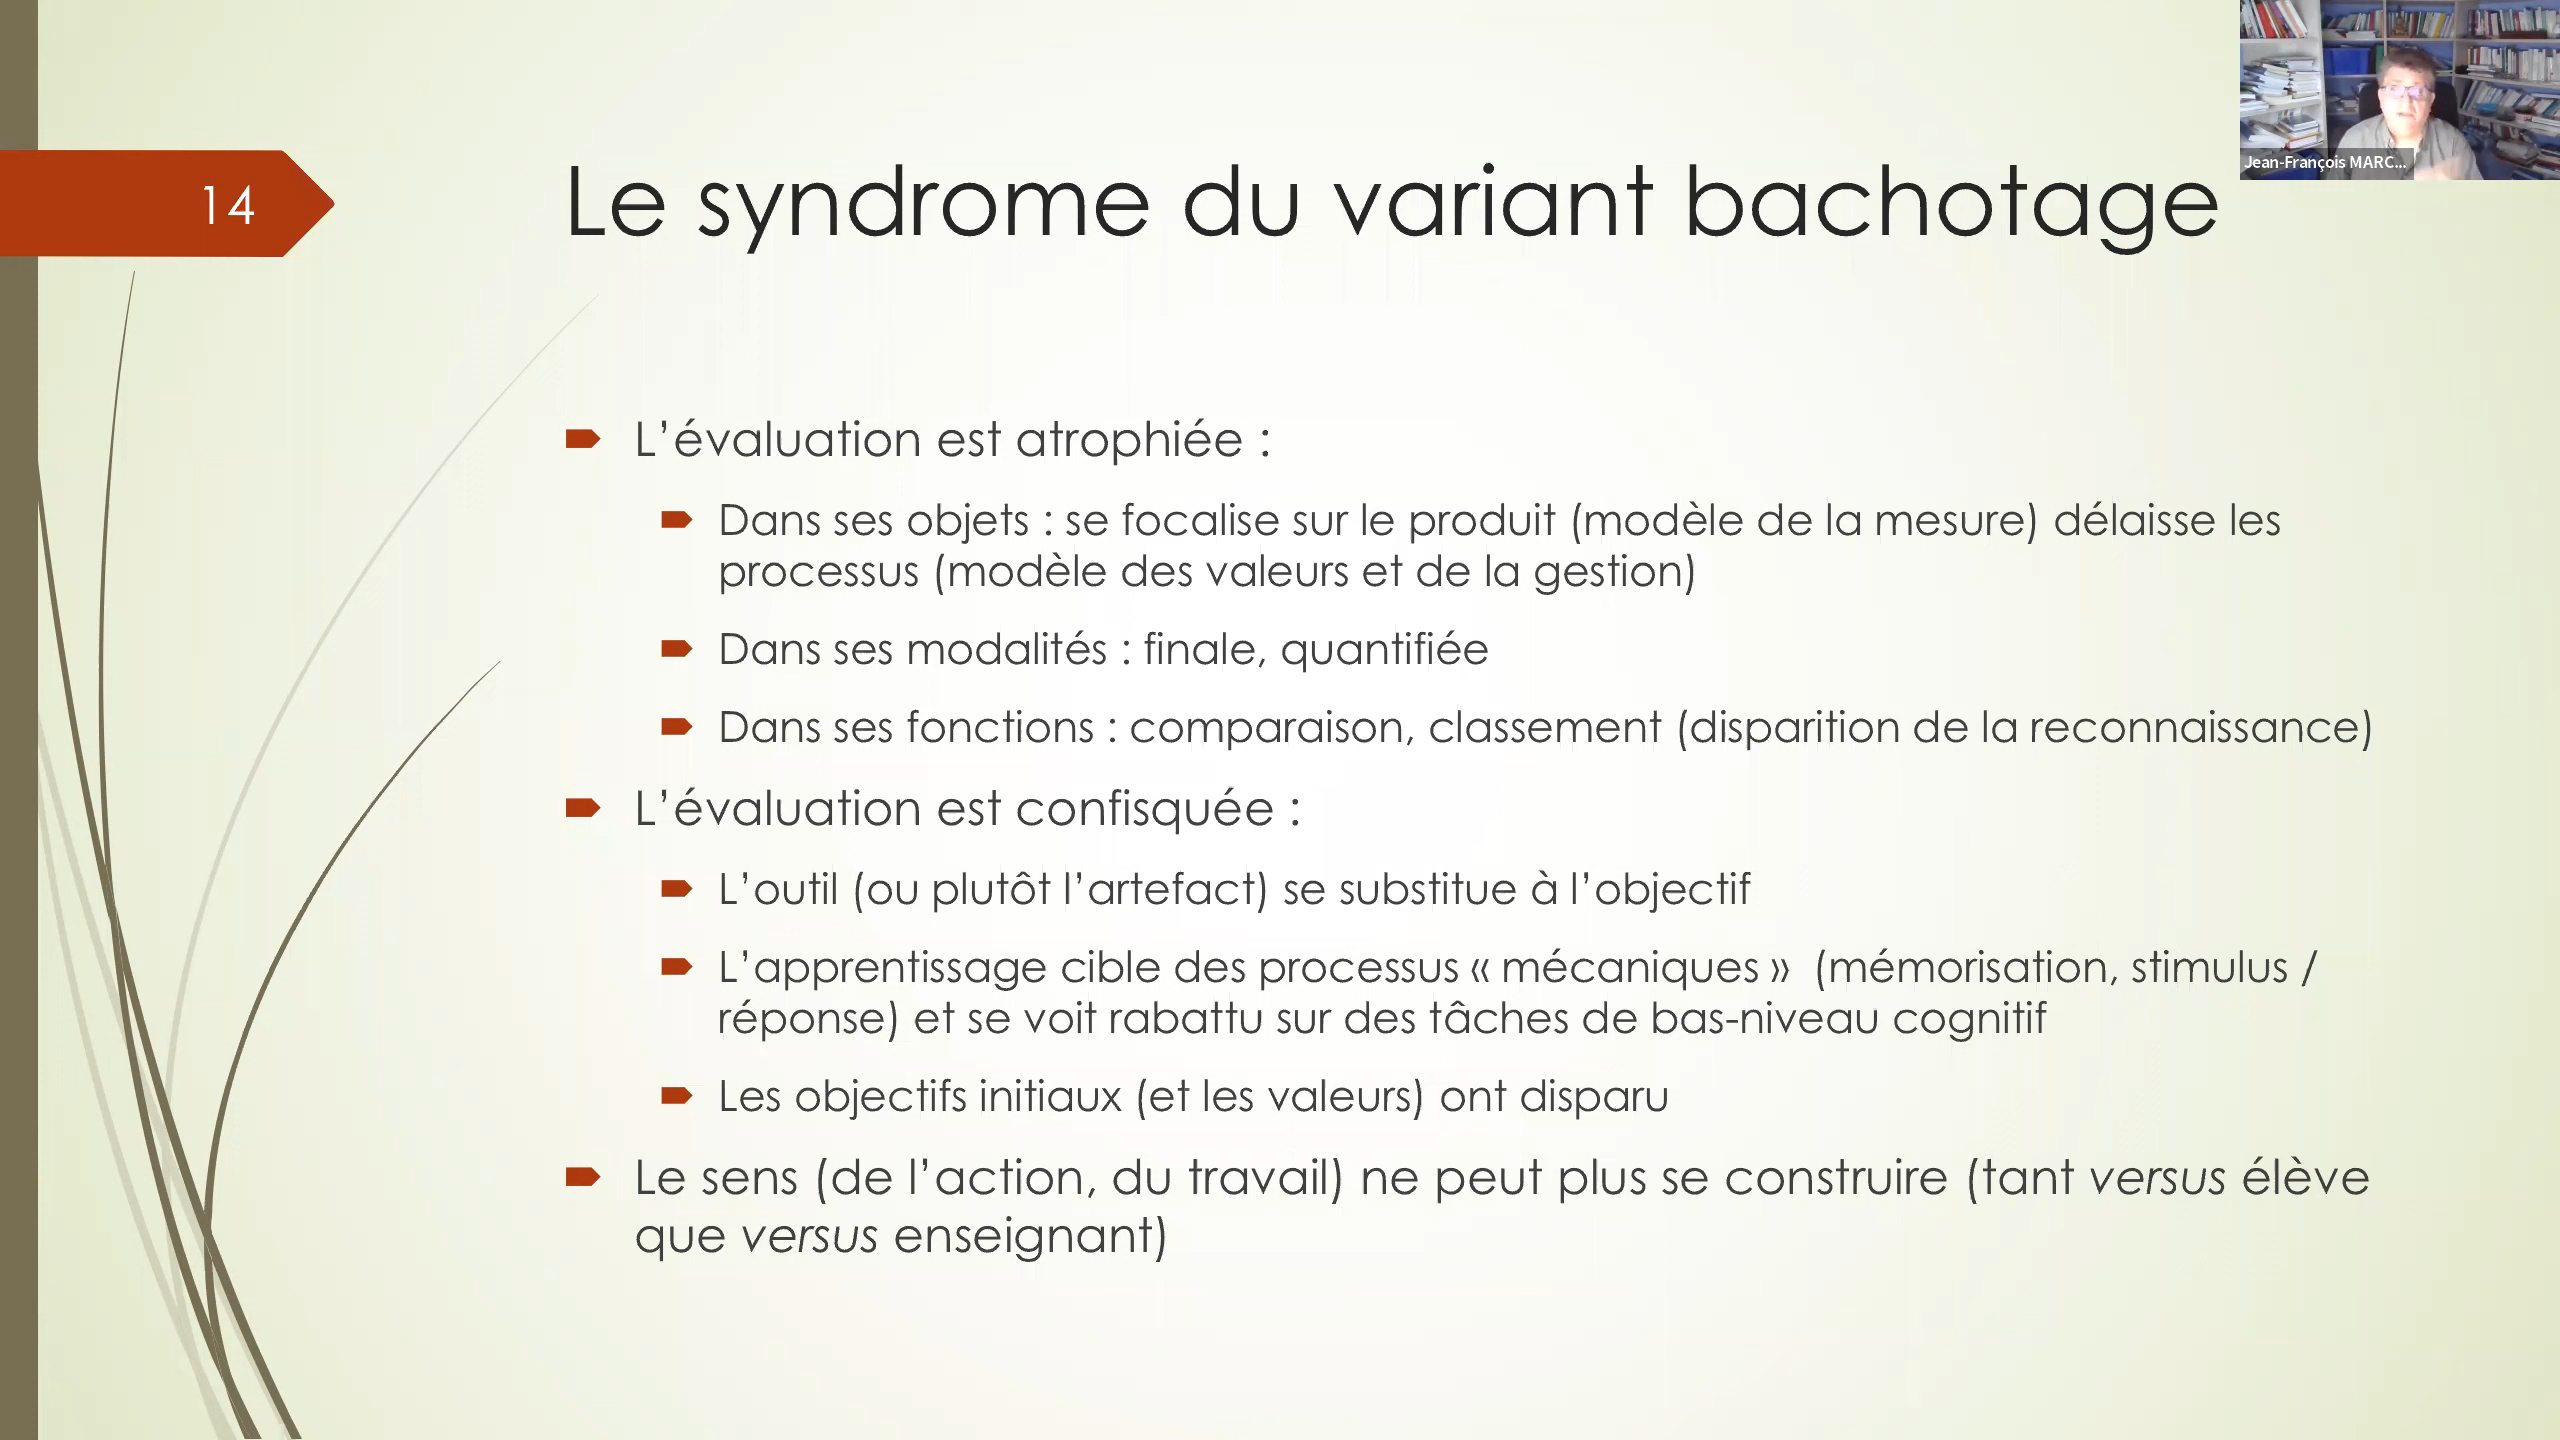 Jean-François MARC...
14
Le syndrome du variant bachotage
L’évaluation est atrophiée :
Dans ses objets : se focalise sur le produit (modèle de la mesure) délaisse les
processus (modèle des valeurs et de la gestion)
Dans ses modalités : finale, quantifiée
Dans ses fonctions : comparaison, classement (disparition de la reconnaissance)
L’évaluation est confisquée :
L’outil (ou plutôt l’artefact) se substitue à l’objectif
L’apprentissage cible des processus « mécaniques »  (mémorisation, stimulus /
réponse) et se voit rabattu sur des tâches de bas-niveau cognitif
Les objectifs initiaux (et les valeurs) ont disparu
Le sens (de l’action, du travail) ne peut plus se construire (tant versus élève
que versus enseignant)